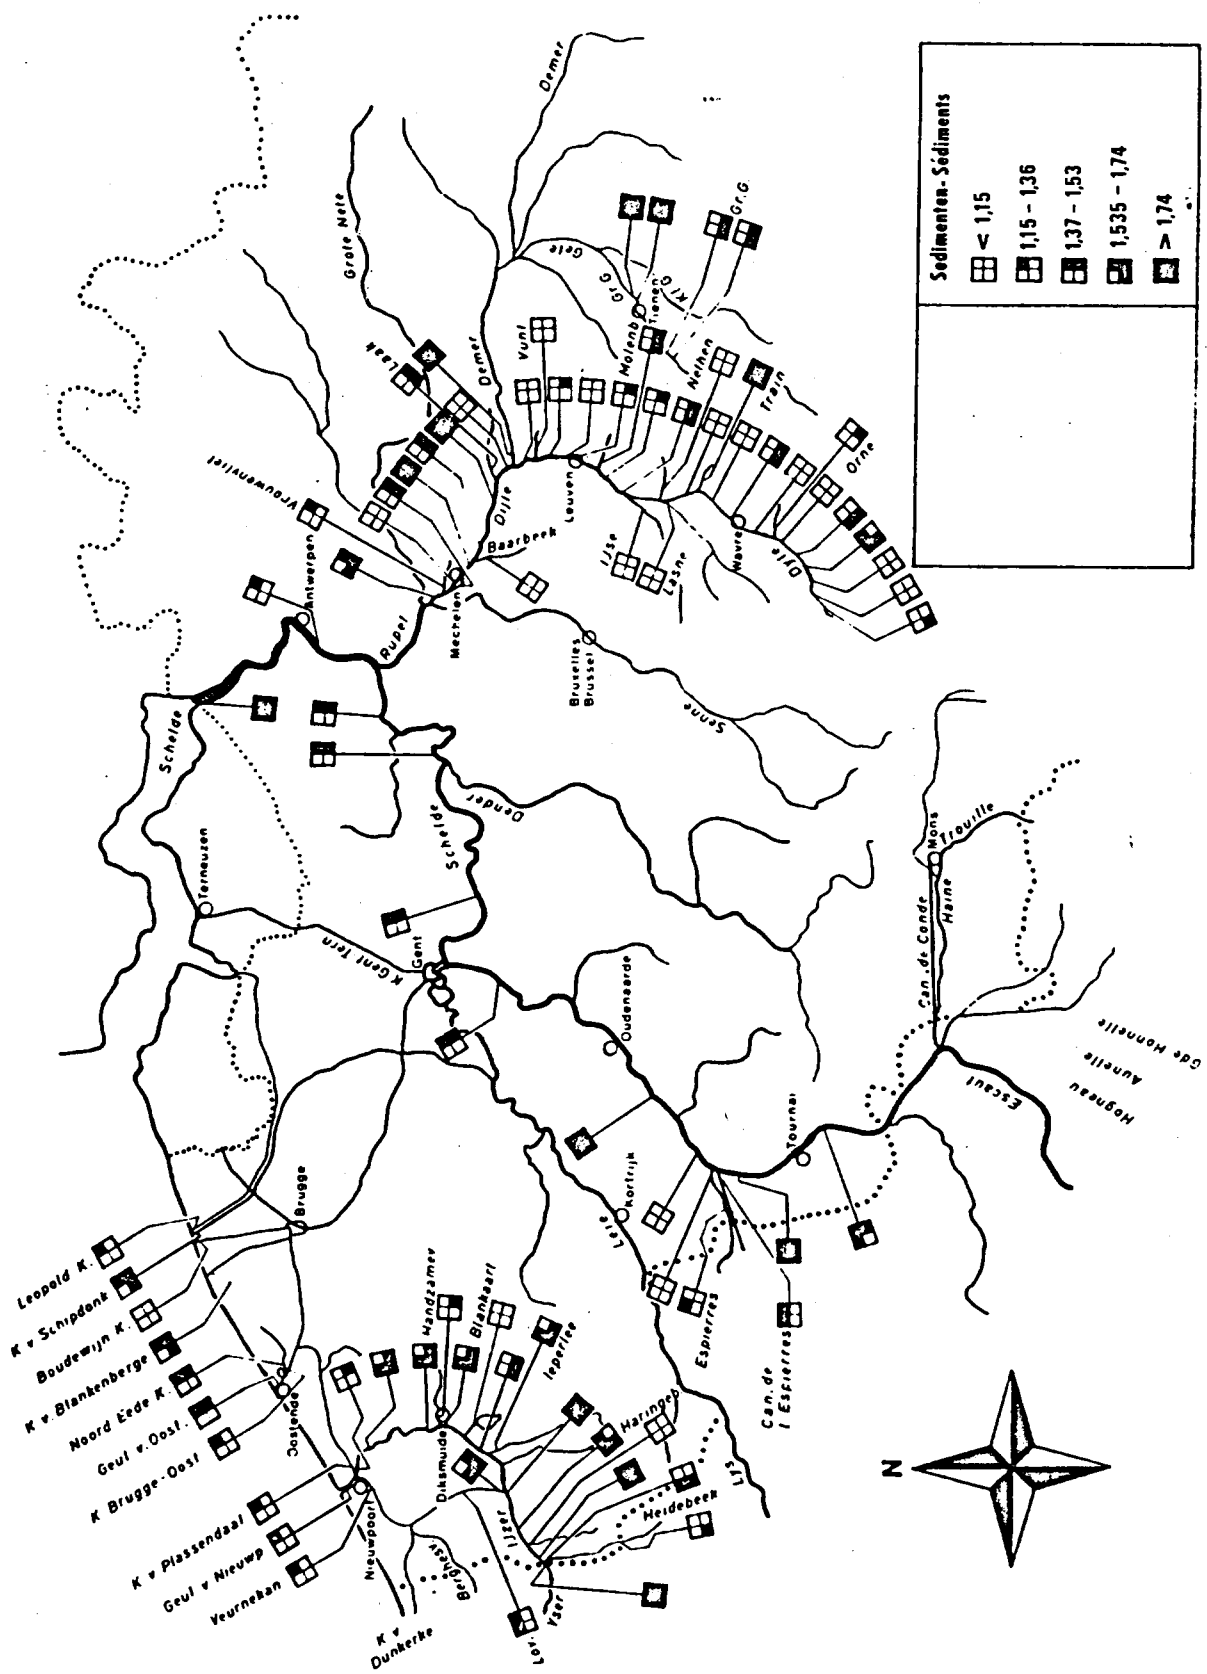 Demer
Grote Nete
Laak
Demer
Vunt
Gete
Gr G
Kl G
Gr.G.
Tienen
Molenb
Nethen
Train
Orne
Vrouwenvliet
Antwerpen
Rupel
Mechelen
Dijle
Baarbeek
Leuven
IJse
Lasne
Wavre
Dyle
Bruxelles
Brussel
Senne
Schelde
Terneuzen
K Gent Tern
Gent
Schelde
Dender
Oudenaarde
Mons
Trouille
Haine
Can. de Conde
Escaut
Hogneau
Aunelle
Gde Honnelle
Tournai
Kortrijk
Leie
Espierres
Can. de
l Espierres
Lys
Brugge
Leopold K.
K v Schipdonk
Boudewijn K.
K v. Blankenberge
Noord Eede K.
Geul v. Oost.
K Brugge-Oost
Oostende
K v Plassendaal
Geul v Nieuwp
Veurnekan
Nieuwpoort
Handzamev
Blankaart
Ieperlee
Diksmuide
Haringeb
Heidebeek
IJzer
Yser
Lov.
Berghesv.
K v
Dunkerke
N
Sedimenten-Sédiments
< 1,15
1,15 - 1,36
1,37 - 1,53
1,535 - 1,74
> 1,74